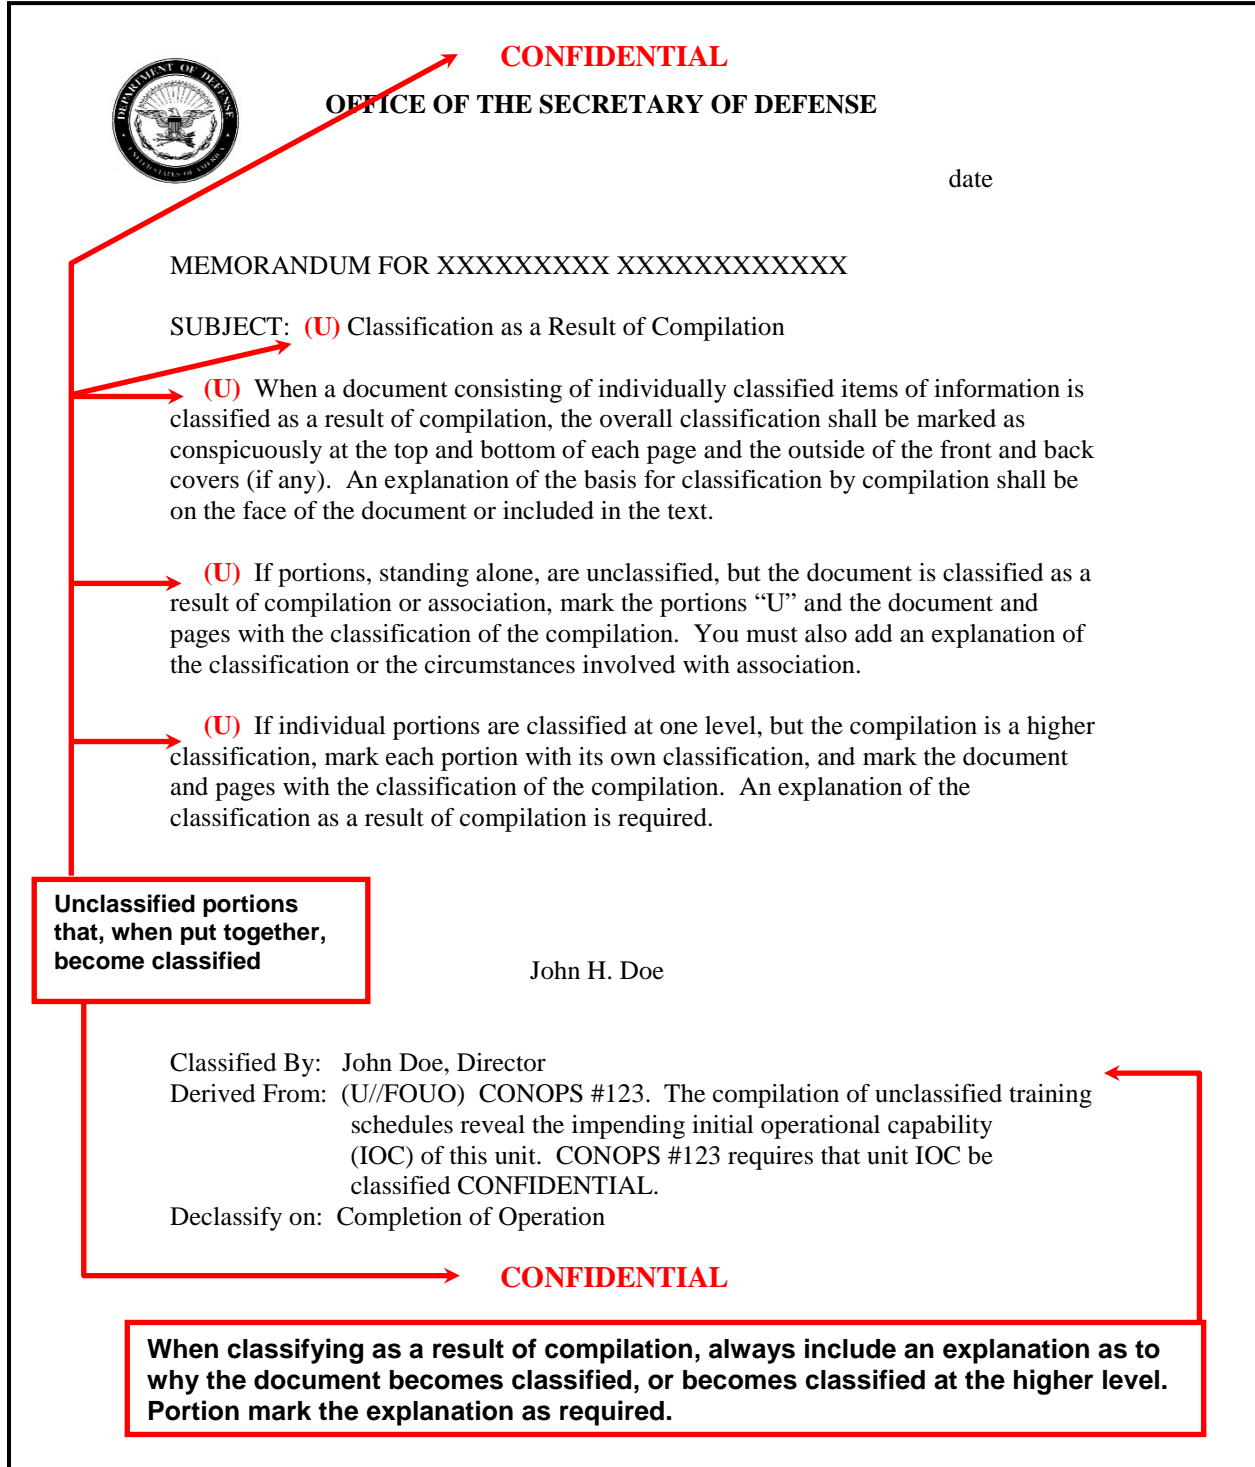 CONFIDENTIAL
DEPARTMENT OF DEFENSE
UNITED STATES OF AMERICA
OFFICE OF THE SECRETARY OF DEFENSE
date
MEMORANDUM FOR XXXXXXXXX XXXXXXXXXXXX
SUBJECT: (U) Classification as a Result of Compilation
(U) When a document consisting of individually classified items of information is
classified as a result of compilation, the overall classification shall be marked as
conspicuously at the top and bottom of each page and the outside of the front and back
covers (if any). An explanation of the basis for classification by compilation shall be
on the face of the document or included in the text.
(U) If portions, standing alone, are unclassified, but the document is classified as a
result of compilation or association, mark the portions “U” and the document and
pages with the classification of the compilation. You must also add an explanation of
the classification or the circumstances involved with association.
(U) If individual portions are classified at one level, but the compilation is a higher
classification, mark each portion with its own classification, and mark the document
and pages with the classification of the compilation. An explanation of the
classification as a result of compilation is required.
Unclassified portions
that, when put together,
become classified
John H. Doe
Classified By: John Doe, Director
Derived From: (U//FOUO) CONOPS #123. The compilation of unclassified training
schedules reveal the impending initial operational capability
(IOC) of this unit. CONOPS #123 requires that unit IOC be
classified CONFIDENTIAL.
Declassify on: Completion of Operation
CONFIDENTIAL
When classifying as a result of compilation, always include an explanation as to
why the document becomes classified, or becomes classified at the higher level.
Portion mark the explanation as required.